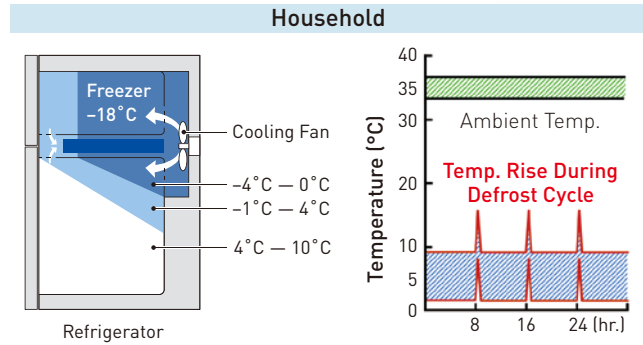 Household
Freezer
–18˚C
Cooling Fan
–4˚C — 0˚C
–1˚C — 4˚C
4˚C — 10˚C
Refrigerator
Temperature (°C)
40
35
30
20
10
5
0
Ambient Temp.
Temp. Rise During
Defrost Cycle
8 16 24 (hr.)